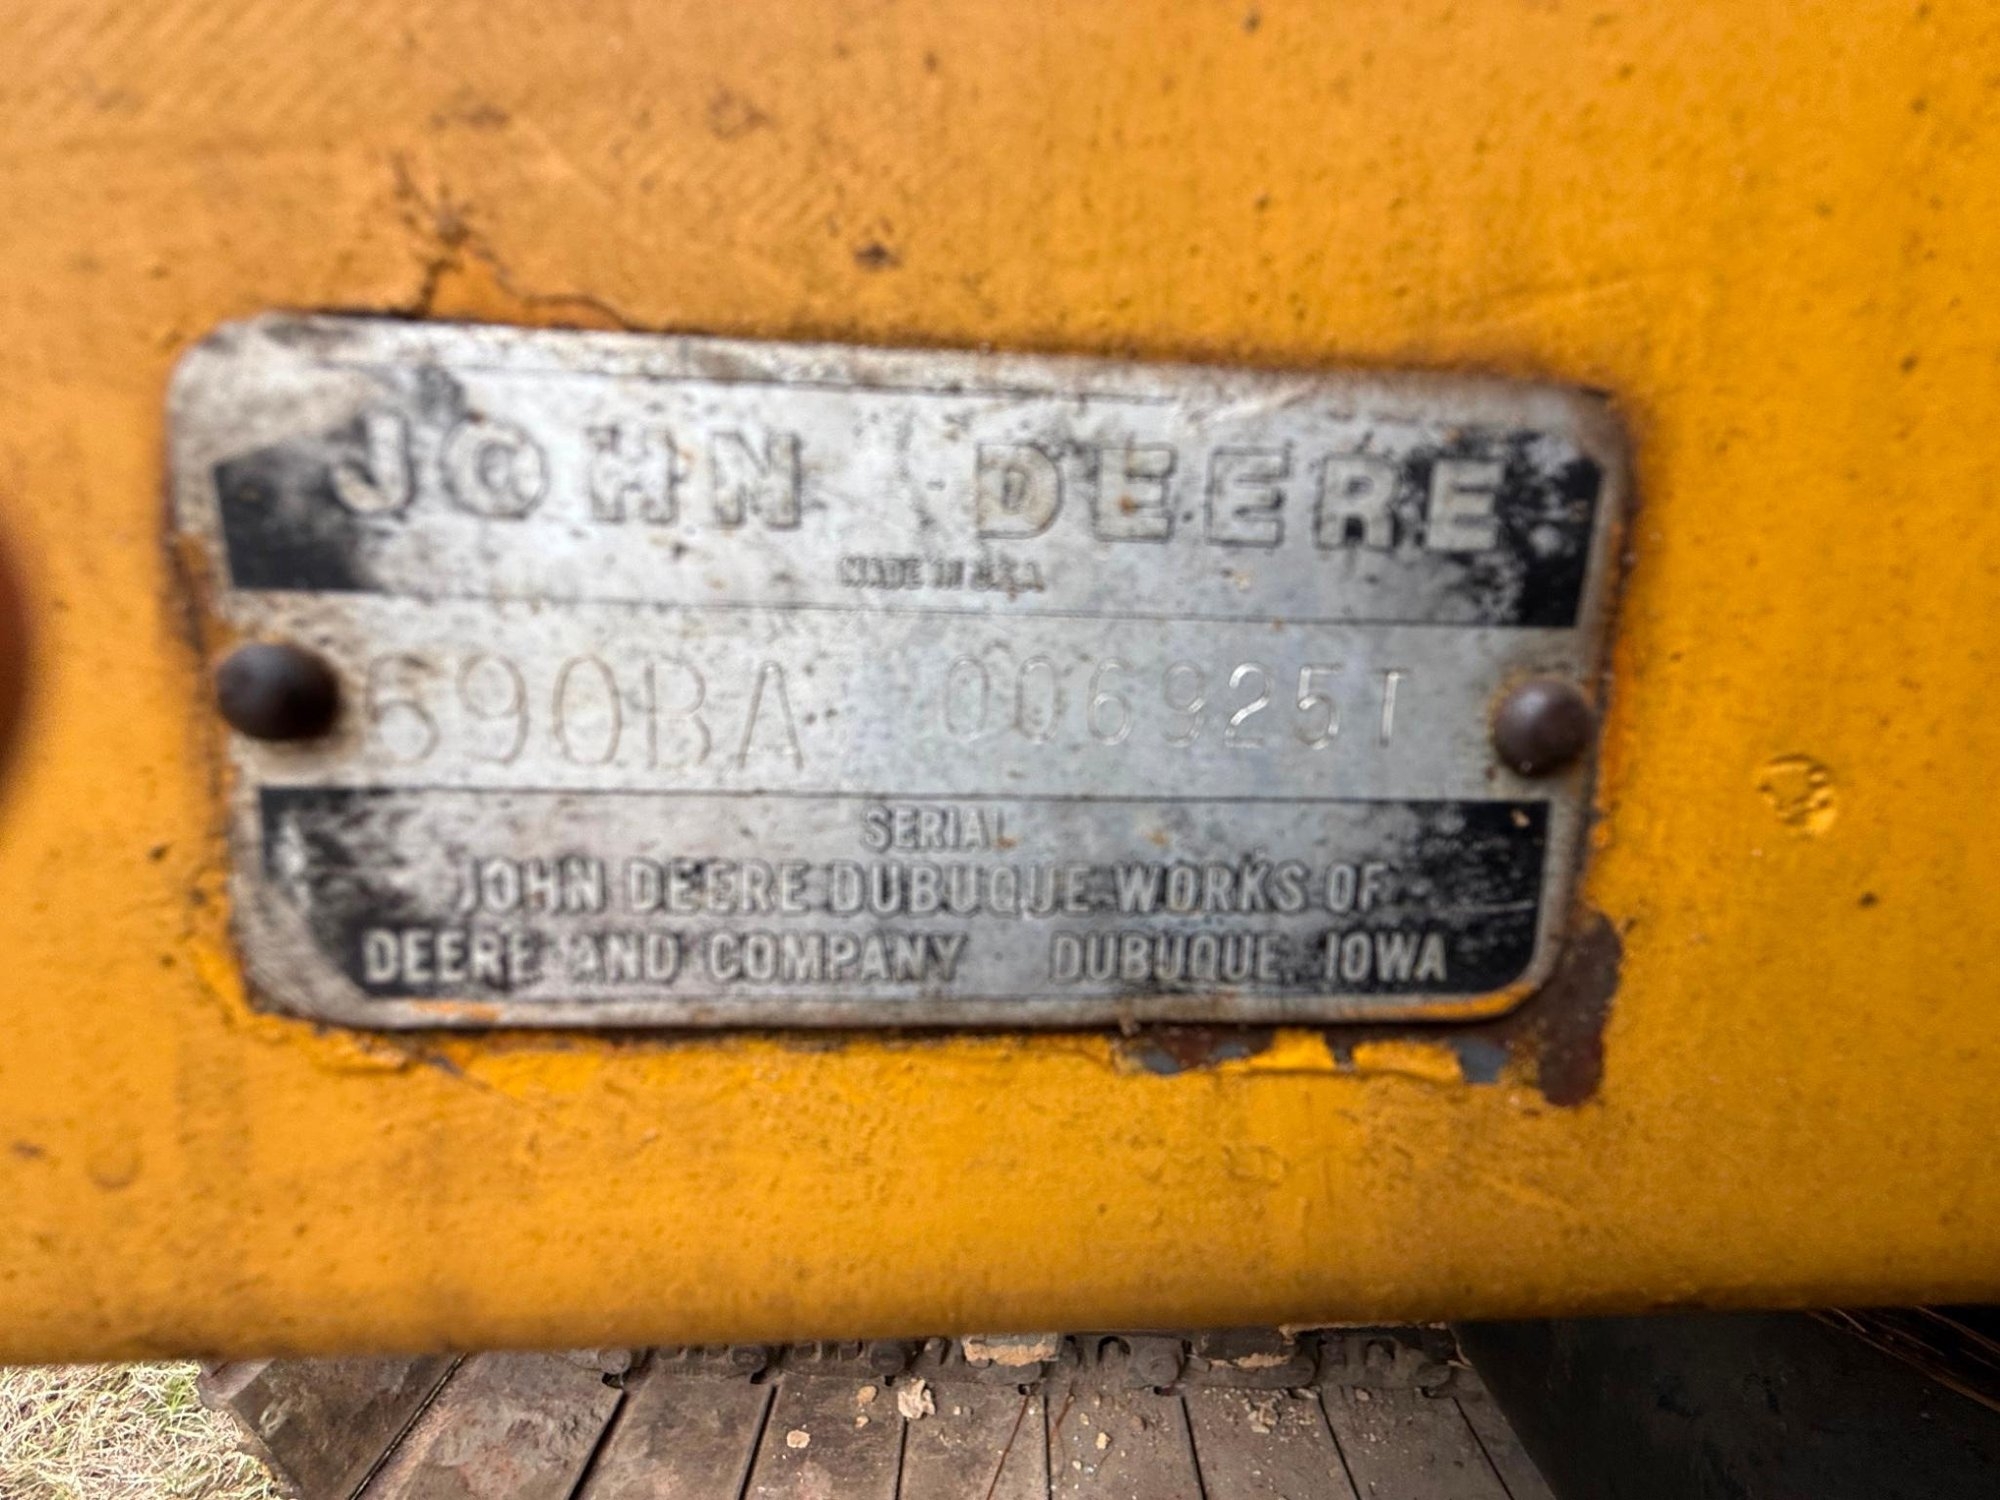 JOHN DEERE
MADE IN U.S.A
690BA 006925T
SERIAL
JOHN DEERE DUBUQUE WORKS OF
DEERE AND COMPANY DUBUQUE, IOWA